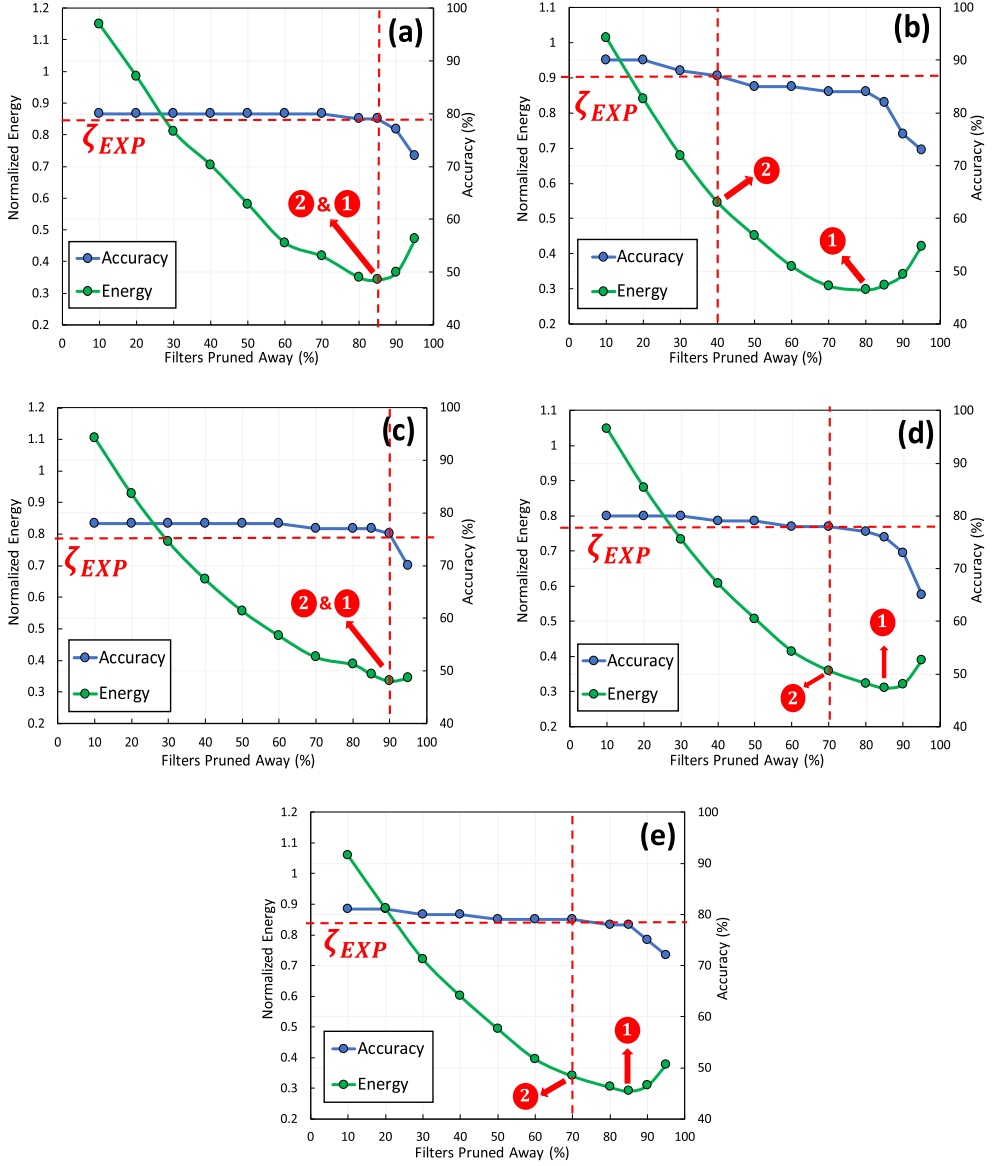 (a)
Normalized Energy
1.2
1.1
1
0.9
0.8
0.7
0.6
0.5
0.4
0.3
0.2
100
90
80
70
60
50
40
Accuracy (%)
ζEXP
2 & 1
Accuracy
Energy
0 10 20 30 40 50 60 70 80 90 100
Filters Pruned Away (%)
(b)
Normalized Energy
1.1
1
0.9
0.8
0.7
0.6
0.5
0.4
0.3
0.2
100
90
80
70
60
50
40
Accuracy (%)
ζEXP
2
1
Accuracy
Energy
0 10 20 30 40 50 60 70 80 90 100
Filters Pruned Away (%)
(c)
Normalized Energy
1.2
1.1
1
0.9
0.8
0.7
0.6
0.5
0.4
0.3
0.2
100
90
80
70
60
50
40
Accuracy (%)
ζEXP
2 & 1
Accuracy
Energy
0 10 20 30 40 50 60 70 80 90 100
Filters Pruned Away (%)
(d)
Normalized Energy
1.1
1
0.9
0.8
0.7
0.6
0.5
0.4
0.3
0.2
100
90
80
70
60
50
40
Accuracy (%)
ζEXP
1
2
Accuracy
Energy
0 10 20 30 40 50 60 70 80 90 100
Filters Pruned Away (%)
(e)
Normalized Energy
1.2
1.1
1
0.9
0.8
0.7
0.6
0.5
0.4
0.3
0.2
100
90
80
70
60
50
40
Accuracy (%)
ζEXP
1
2
Accuracy
Energy
0 10 20 30 40 50 60 70 80 90 100
Filters Pruned Away (%)